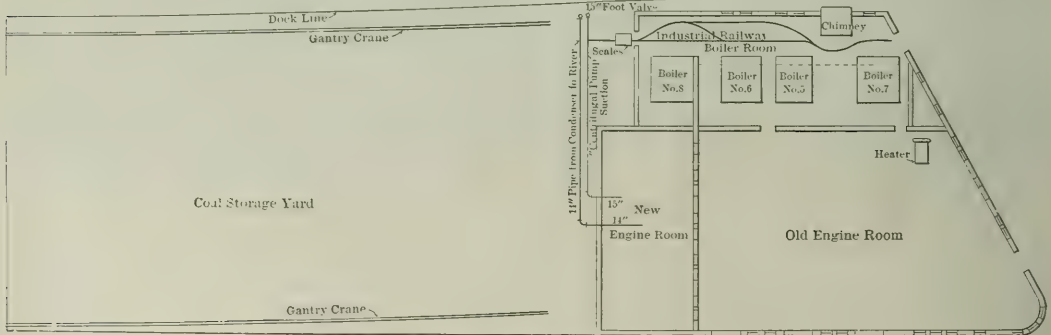 Dock Line
Gantry Crane
15" Foot Valve
Chimney
Industrial Railway
Scales
Boiler Room
Boiler
No.8
Boiler
No.6
Boiler
No.5
Boiler
No.7
14" Pipe from Condenser to River
Centrifugal Pump
Suction
Heater
Coal Storage Yard
15"
New
14"
Engine Room
Old Engine Room
Gantry Crane